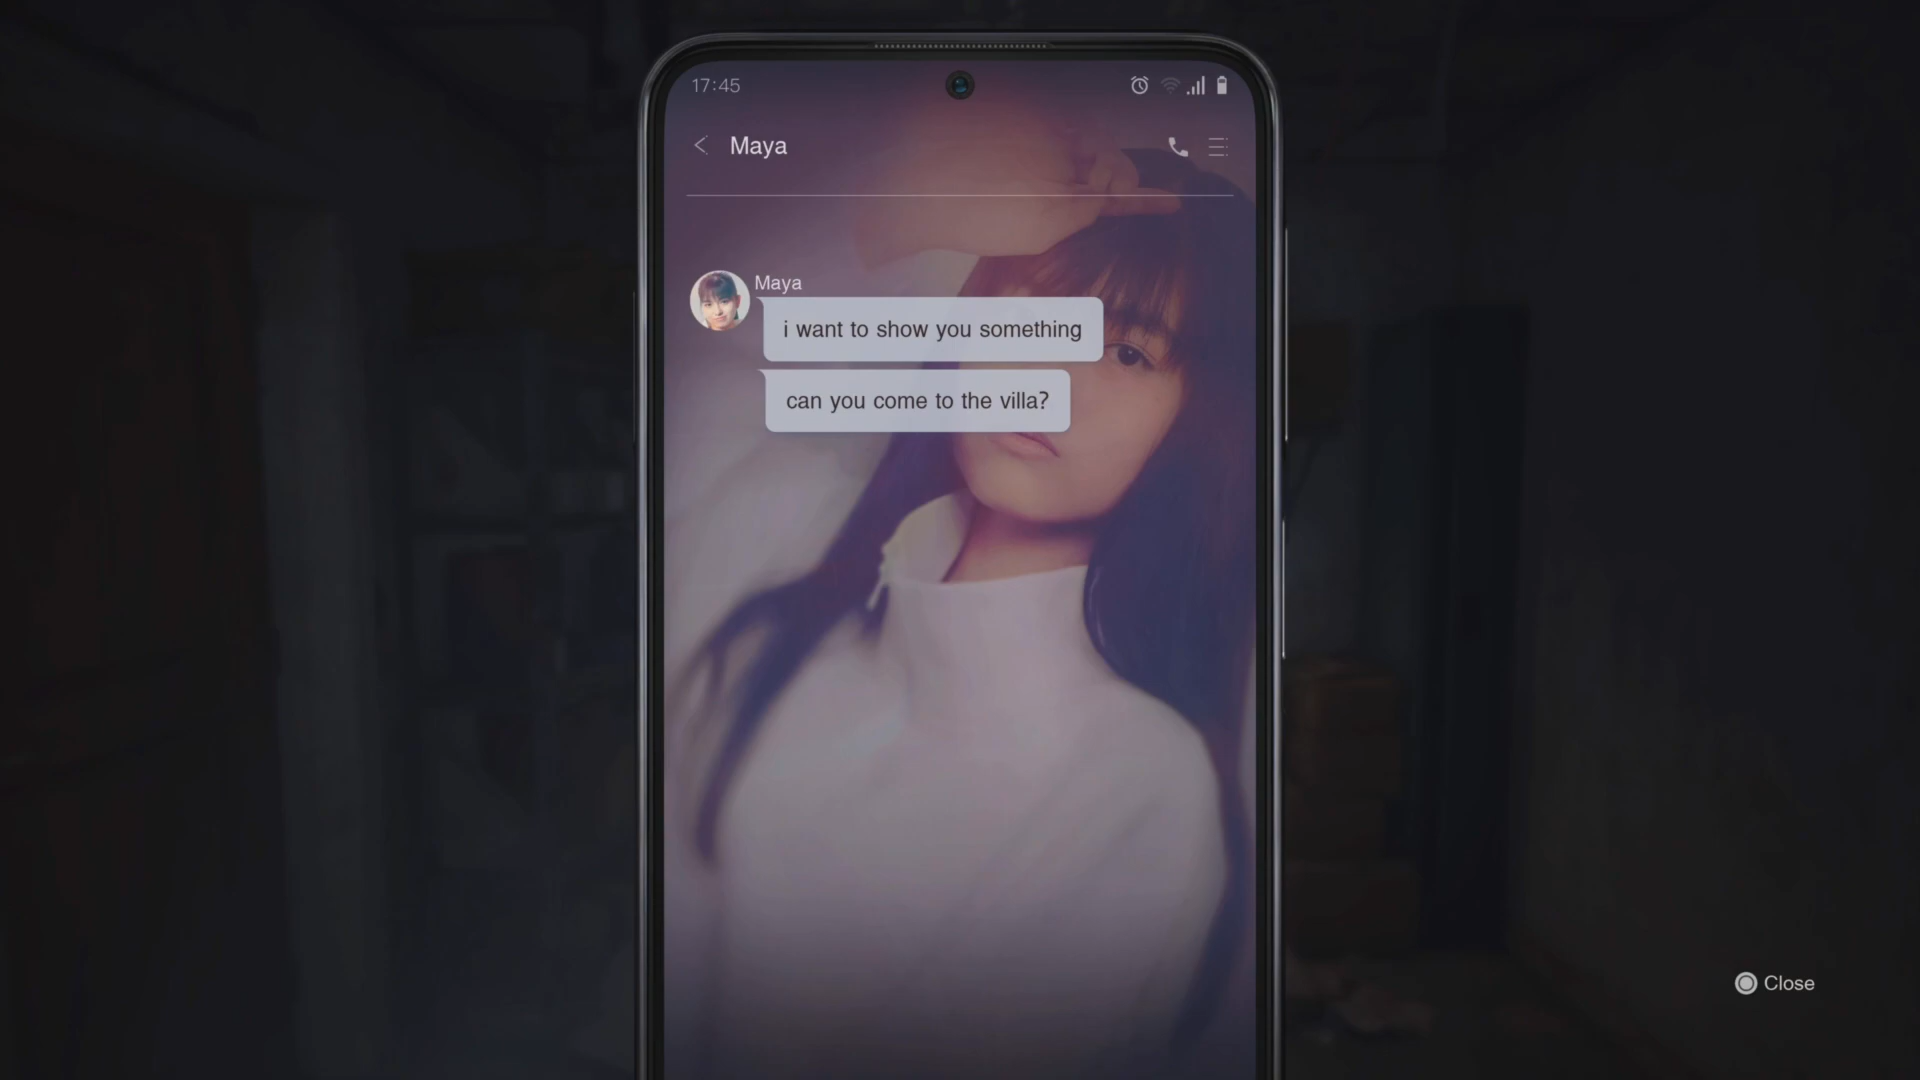 17:45
Maya
Maya
i want to show you something
can you come to the villa?
Close